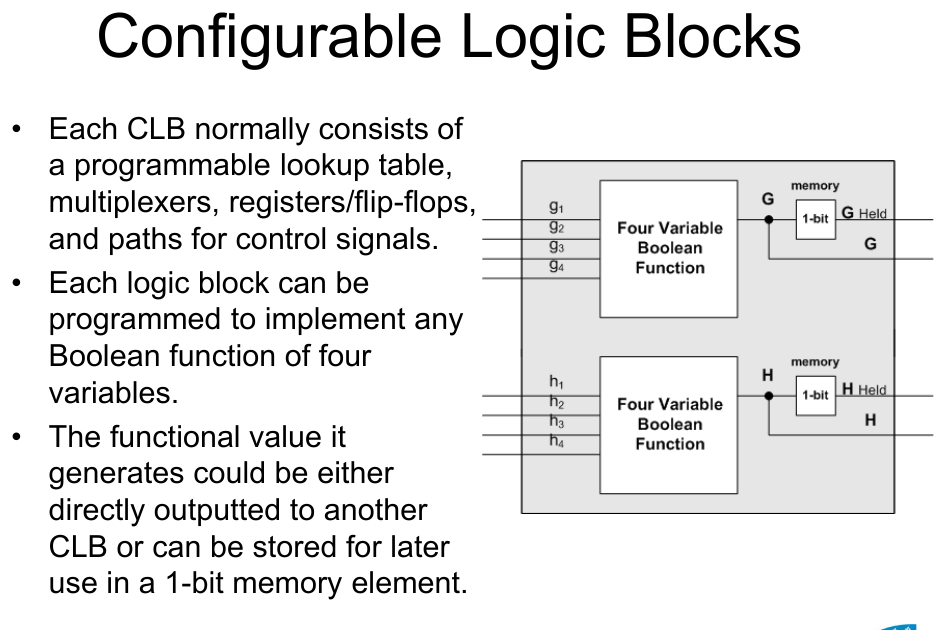 Configurable Logic Blocks
• Each CLB normally consists of
a programmable lookup table,
multiplexers, registers/flip-flops,
and paths for control signals.
• Each logic block can be
programmed to implement any
Boolean function of four
variables.
• The functional value it
generates could be either
directly outputted to another
CLB or can be stored for later
use in a 1-bit memory element.
g₁
g₂
g₃
g₄
Four Variable
Boolean
Function
G
memory
1-bit
G Held
G
h₁
h₂
h₃
h₄
Four Variable
Boolean
Function
H
memory
1-bit
H Held
H